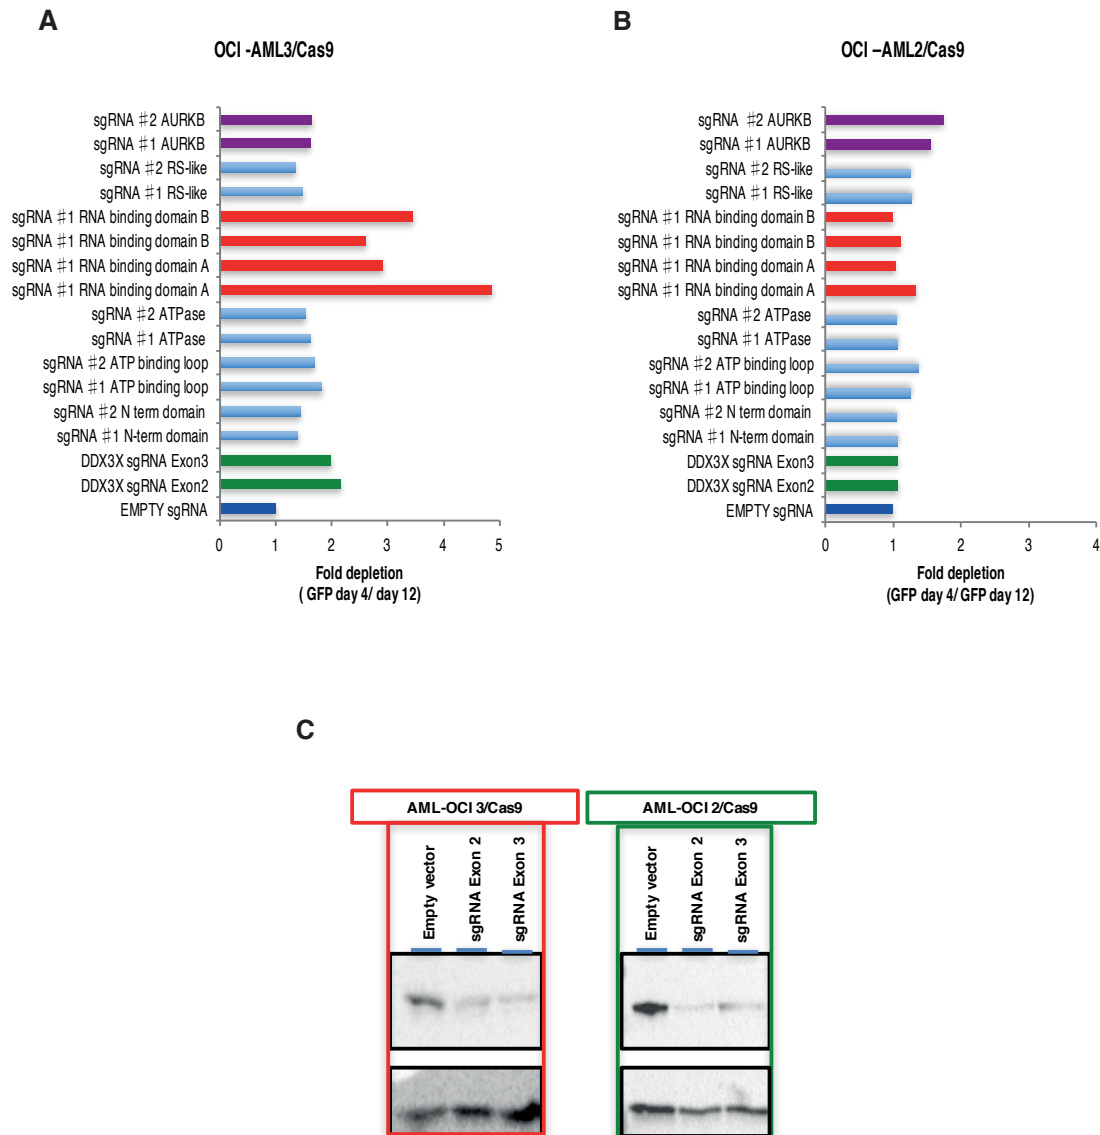 A
OCI -AML3/Cas9
sgRNA ♯2 AURKB
sgRNA ♯1 AURKB
sgRNA ♯2 RS-like
sgRNA ♯1 RS-like
sgRNA ♯1 RNA binding domain B
sgRNA ♯1 RNA binding domain B
sgRNA ♯1 RNA binding domain A
sgRNA ♯1 RNA binding domain A
sgRNA ♯2 ATPase
sgRNA ♯1 ATPase
sgRNA ♯2 ATP binding loop
sgRNA ♯1 ATP binding loop
sgRNA ♯2 N term domain
sgRNA ♯1 N-term domain
DDX3X sgRNA Exon3
DDX3X sgRNA Exon2
EMPTY sgRNA
0 1 2 3 4 5
Fold depletion
( GFP day 4/ day 12)
B
OCI –AML2/Cas9
sgRNA ♯2 AURKB
sgRNA ♯1 AURKB
sgRNA ♯2 RS-like
sgRNA ♯1 RS-like
sgRNA ♯1 RNA binding domain B
sgRNA ♯1 RNA binding domain B
sgRNA ♯1 RNA binding domain A
sgRNA ♯1 RNA binding domain A
sgRNA ♯2 ATPase
sgRNA ♯1 ATPase
sgRNA ♯2 ATP binding loop
sgRNA ♯1 ATP binding loop
sgRNA ♯2 N term domain
sgRNA ♯1 N-term domain
DDX3X sgRNA Exon3
DDX3X sgRNA Exon2
EMPTY sgRNA
0 1 2 3 4
Fold depletion
(GFP day 4/ GFP day 12)
C
AML-OCI 3/Cas9
Empty vector
sgRNA Exon 2
sgRNA Exon 3
AML-OCI 2/Cas9
Empty vector
sgRNA Exon 2
sgRNA Exon 3